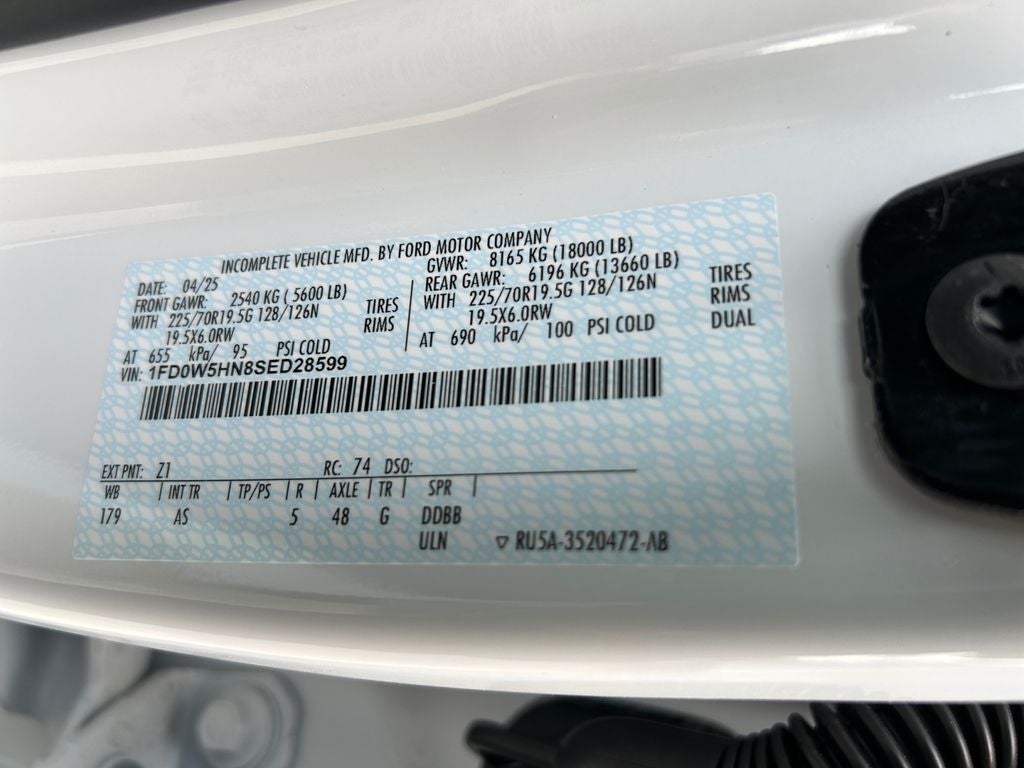 INCOMPLETE VEHICLE MFD. BY FORD MOTOR COMPANY
DATE: 04/25
GVWR: 8165 KG (18000 LB)
FRONT GAWR: 2540 KG ( 5600 LB)
WITH 225/70R19.5G 128/126N TIRES
19.5X6.0RW RIMS
AT 655 kPa/ 95 PSI COLD
REAR GAWR: 6196 KG (13660 LB)
WITH 225/70R19.5G 128/126N TIRES
19.5X6.0RW RIMS
AT 690 kPa/ 100 PSI COLD DUAL
VIN: 1FD0W5HN8SED28599
EXT PNT: Z1 RC: 74 DSO:
WB INT TR TP/PS R AXLE TR SPR
179 AS 5 48 G DDBB
ULN RU5A-3520472-AB